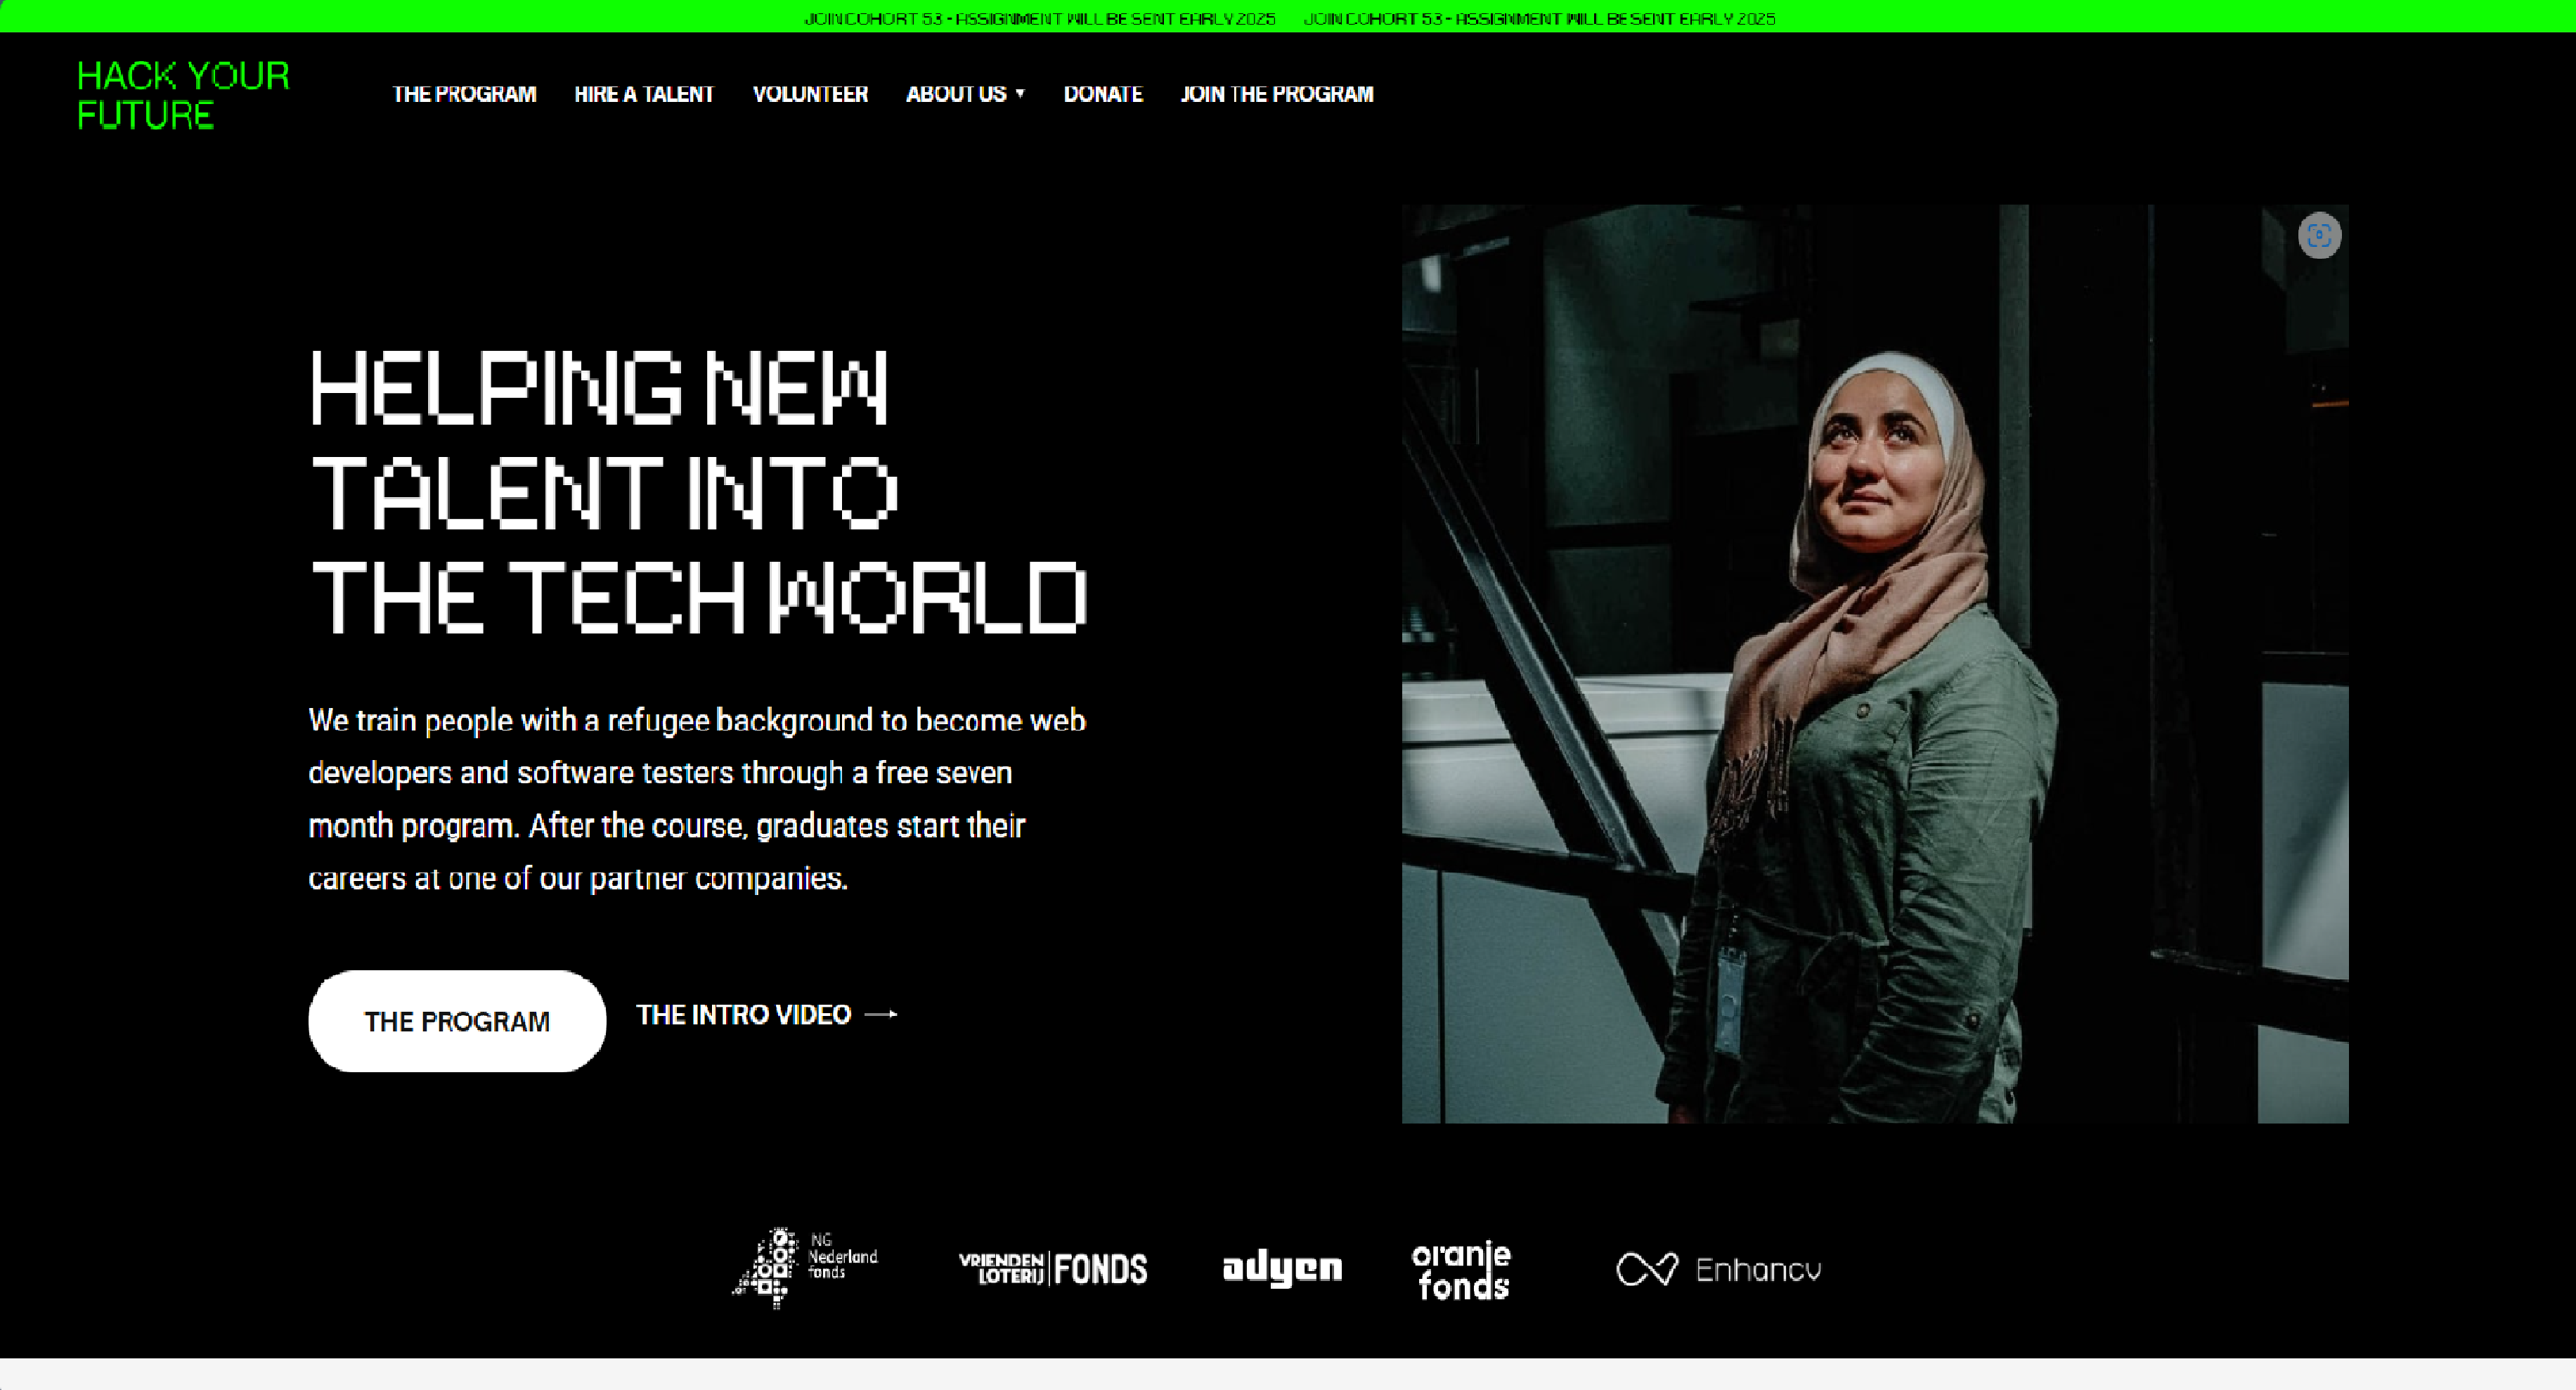 JOIN COHORT 53 - ASSIGNMENT WILL BE SENT EARLY 2025 JOIN COHORT 53 - ASSIGNMENT WILL BE SENT EARLY 2025
HACK YOUR
FUTURE
THE PROGRAM HIRE A TALENT VOLUNTEER ABOUT US ▼ DONATE JOIN THE PROGRAM
HELPING NEW
TALENT INTO
THE TECH WORLD
We train people with a refugee background to become web
developers and software testers through a free seven
month program. After the course, graduates start their
careers at one of our partner companies.
THE PROGRAM THE INTRO VIDEO →
NG
Nederland
fonds
VRIENDEN
LOTERIJ FONDS
adyen
oranje
fonds
Enhancv